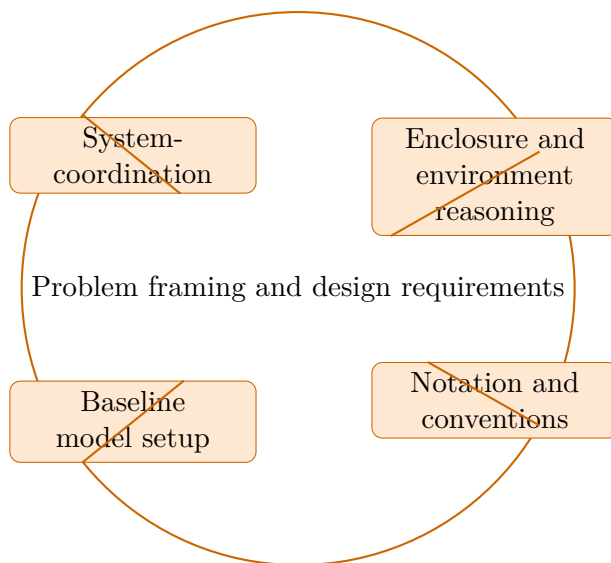 System-
coordination
Enclosure and
environment
reasoning
Problem framing and design requirements
Baseline
model setup
Notation and
conventions